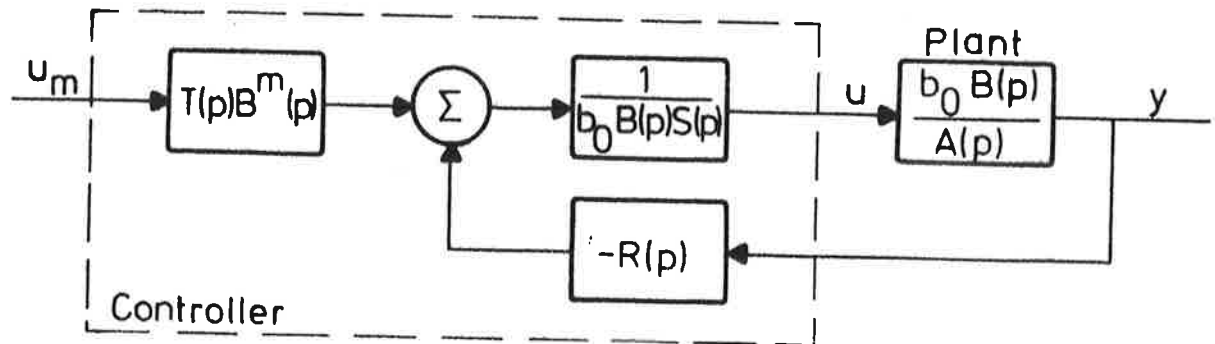 u_m
T(p)B^m(p)
Σ
1
b_0 B(p)S(p)
u
Plant
b_0 B(p)
A(p)
y
-R(p)
Controller